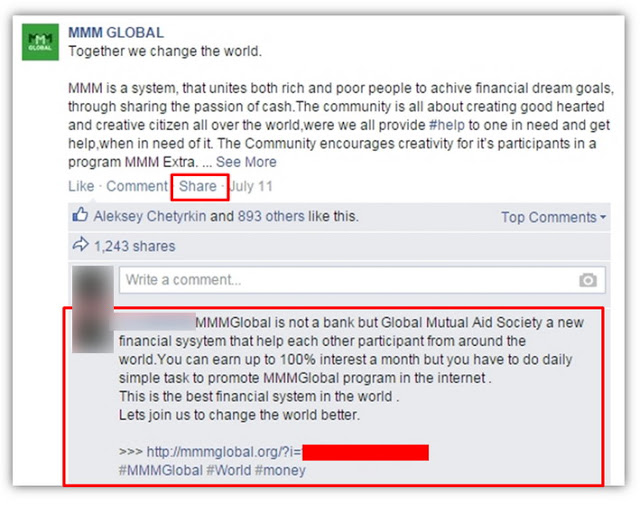 MMM GLOBAL
Together we change the world.
MMM is a system, that unites both rich and poor people to achive financial dream goals,
through sharing the passion of cash.The community is all about creating good hearted
and creative citizen all over the world,were we all provide #help to one in need and get
help,when in need of it. The Community encourages creativity for it's participants in a
program MMM Extra. ... See More
Like · Comment · Share · July 11
Aleksey Chetyrkin and 893 others like this.
Top Comments
1,243 shares
Write a comment...
MMMGlobal is not a bank but Global Mutual Aid Society a new
financial sysytem that help each other participant from around the
world.You can earn up to 100% interest a month but you have to do daily
simple task to promote MMMGlobal program in the internet .
This is the best financial system in the world .
Lets join us to change the world better.
>>> http://mmmglobal.org/?i=
#MMMGlobal #World #money